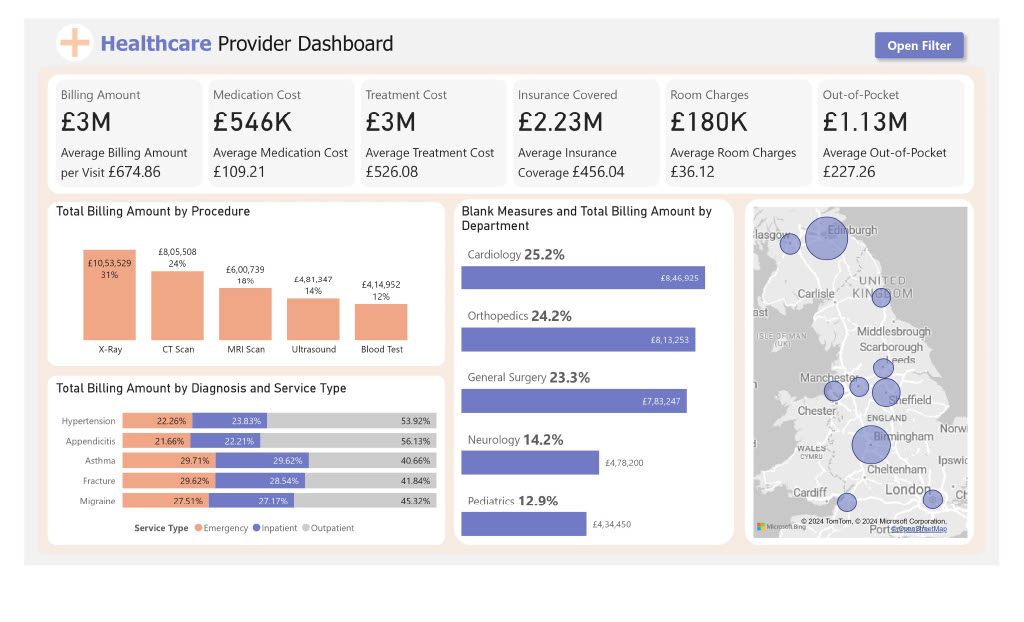 Healthcare Provider Dashboard
Open Filter
Billing Amount
£3M
Average Billing Amount
per Visit £674.86
Medication Cost
£546K
Average Medication Cost
£109.21
Treatment Cost
£3M
Average Treatment Cost
£526.08
Insurance Covered
£2.23M
Average Insurance
Coverage £456.04
Room Charges
£180K
Average Room Charges
£36.12
Out-of-Pocket
£1.13M
Average Out-of-Pocket
£227.26
Total Billing Amount by Procedure
£10,53,529
31%
£8,05,508
24%
£6,00,739
18%
£4,81,347
14%
£4,14,952
12%
X-Ray
CT Scan
MRI Scan
Ultrasound
Blood Test
Total Billing Amount by Diagnosis and Service Type
Hypertension 22.26% 23.83% 53.92%
Appendicitis 21.66% 22.21% 56.13%
Asthma 29.71% 29.62% 40.66%
Fracture 29.62% 28.54% 41.84%
Migraine 27.51% 27.17% 45.32%
Service Type Emergency Inpatient Outpatient
Blank Measures and Total Billing Amount by
Department
Cardiology 25.2%
£8,46,925
Orthopedics 24.2%
£8,13,253
General Surgery 23.3%
£7,83,247
Neurology 14.2%
£4,78,200
Pediatrics 12.9%
£4,34,450
lasgow
Edinburgh
UNITED
KINGDOM
Carlisle
ast
ISLE OF MAN
(UK)
Middlesbrough
Scarborough
Leeds
Manchester
Sheffield
Chester
ENGLAND
Norwi
Birmingham
WALES
CYMRU
Ipswic
Cheltenham
Cardiff
London
CH
© 2024 TomTom, © 2024 Microsoft Corporation,
Microsoft Bing
Ports
© OpenStreetMap